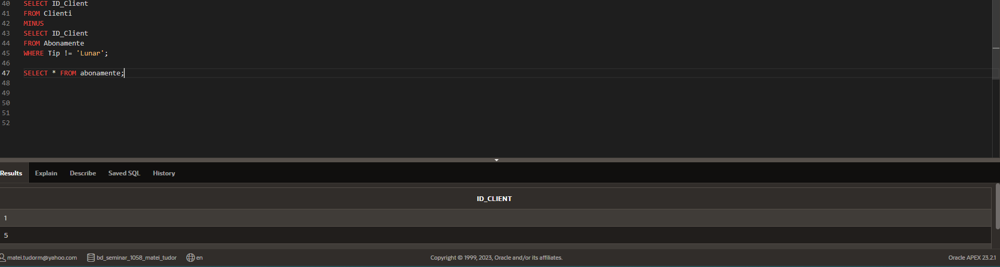 40 SELECT ID_Client
41 FROM Clienti
42 MINUS
43 SELECT ID_Client
44 FROM Abonamente
45 WHERE Tip != 'Lunar';
46
47 SELECT * FROM abonamente;
48
49
50
51
52
Results Explain Describe Saved SQL History
ID_CLIENT
1
5
matei.tudorm@yahoo.com bd_seminar_1058_matei_tudor en Copyright © 1999, 2023, Oracle and/or its affiliates. Oracle APEX 23.2.1